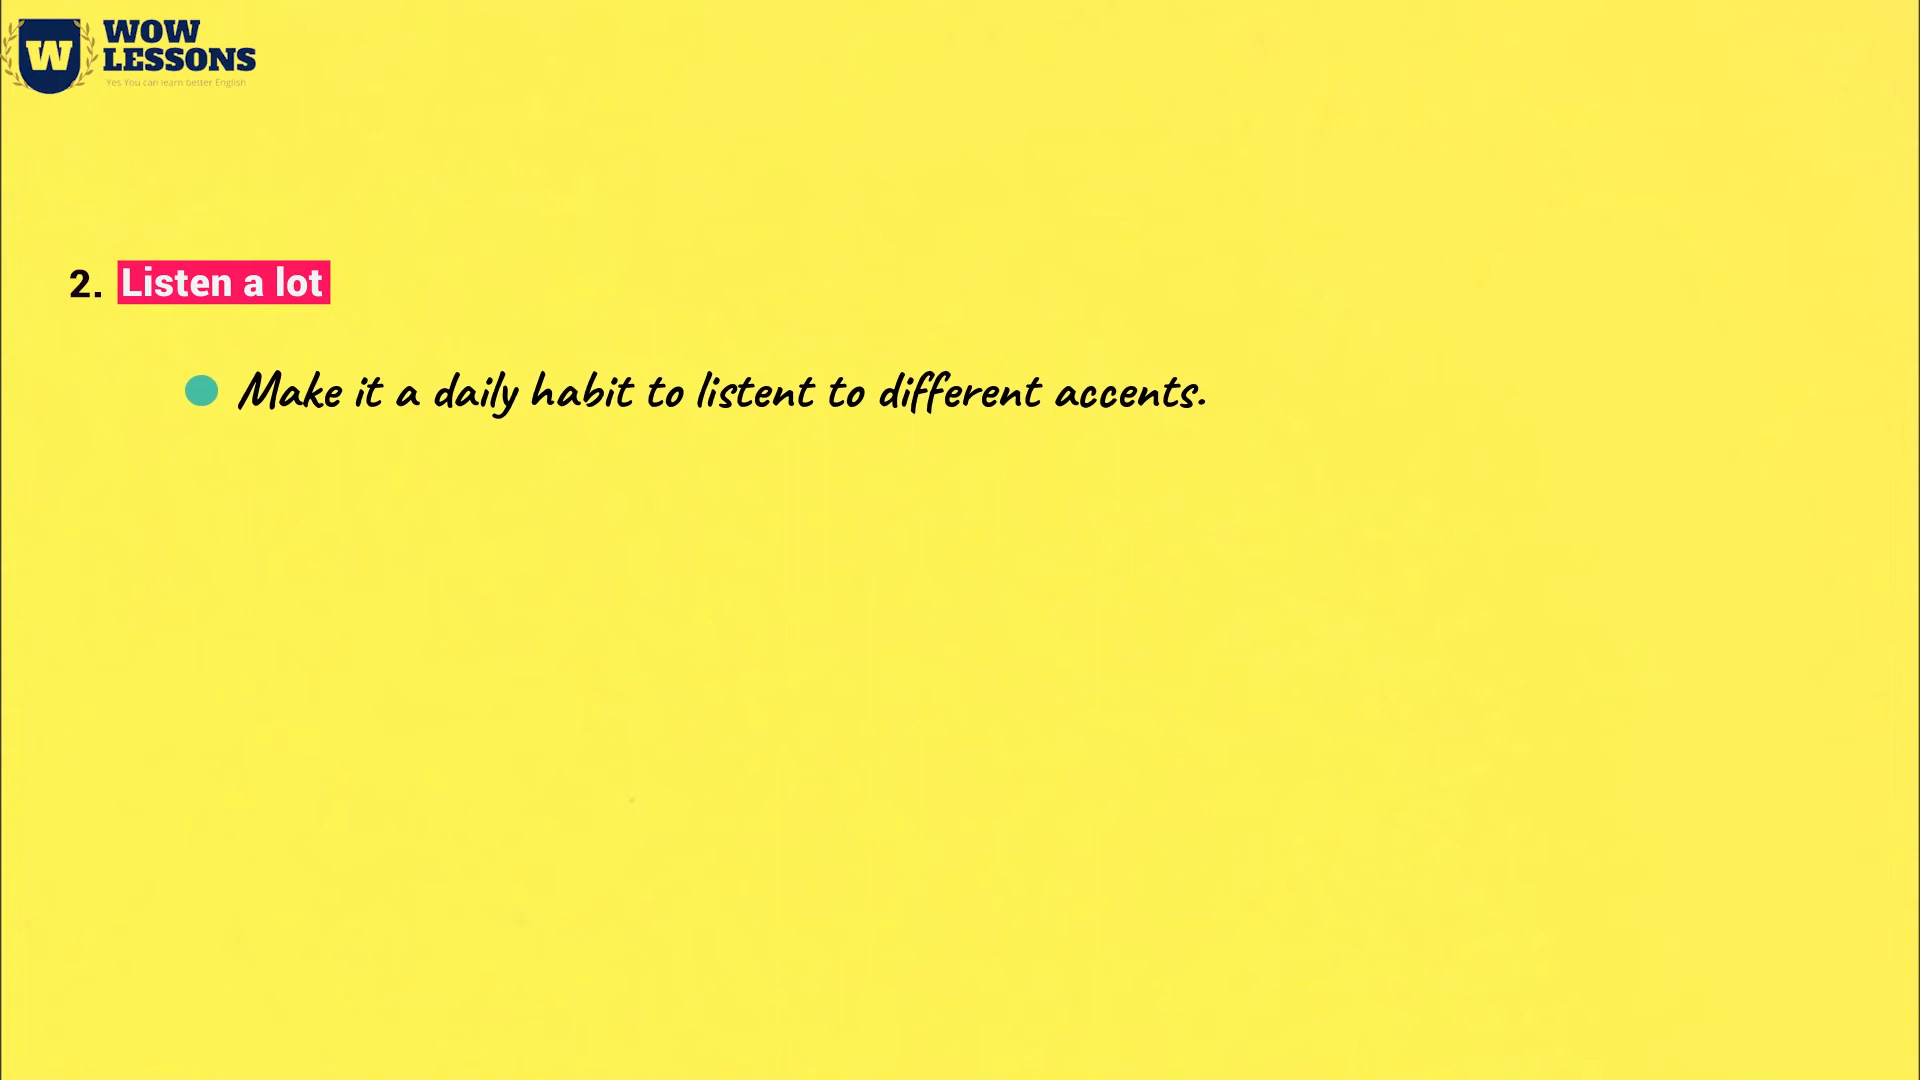 WOW
LESSONS
Yes You can learn better English
2. Listen a lot
Make it a daily habit to listent to different accents.